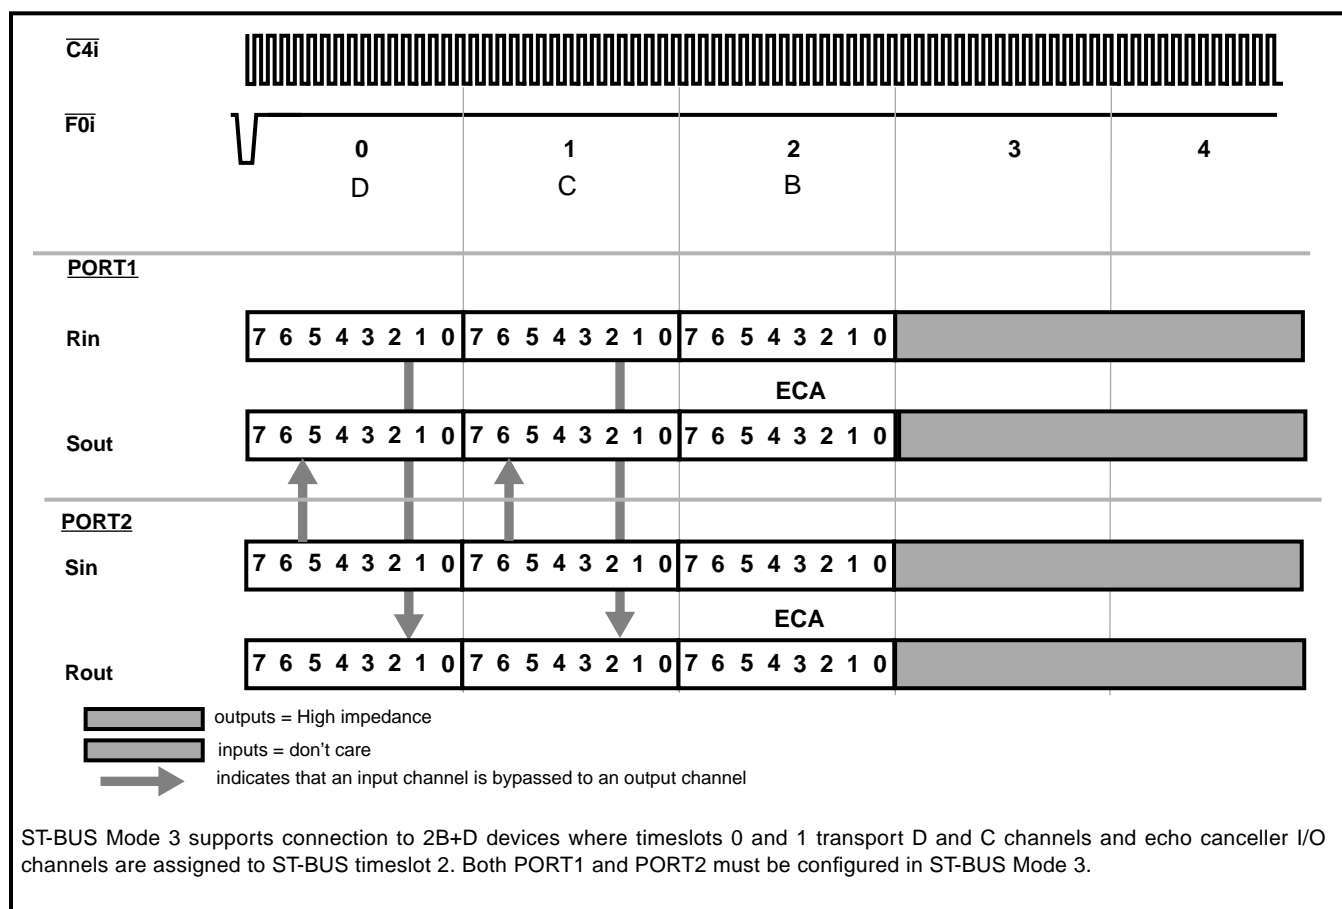 C4i
F0i
0 1 2 3 4
D C B
PORT1
Rin 7 6 5 4 3 2 1 0 7 6 5 4 3 2 1 0 7 6 5 4 3 2 1 0
ECA
Sout 7 6 5 4 3 2 1 0 7 6 5 4 3 2 1 0 7 6 5 4 3 2 1 0
PORT2
Sin 7 6 5 4 3 2 1 0 7 6 5 4 3 2 1 0 7 6 5 4 3 2 1 0
ECA
Rout 7 6 5 4 3 2 1 0 7 6 5 4 3 2 1 0 7 6 5 4 3 2 1 0
outputs = High impedance
inputs = don't care
indicates that an input channel is bypassed to an output channel
ST-BUS Mode 3 supports connection to 2B+D devices where timeslots 0 and 1 transport D and C channels and echo canceller I/O
channels are assigned to ST-BUS timeslot 2. Both PORT1 and PORT2 must be configured in ST-BUS Mode 3.